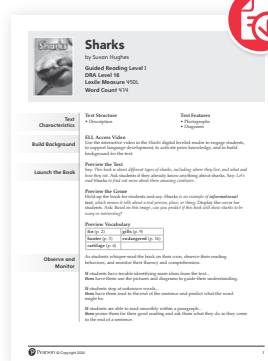 Sharks
by Susan Hughes
Guided Reading Level I
DRA Level 16
Lexile Measure 450L
Word Count 414
Text Characteristics
Text Structure
• Description
Text Features
• Photographs
• Diagrams
Build Background
ELL Access Video
Use the interactive video in the Hoot digital leveled reader to engage students,
to support language development, to activate prior knowledge, and to build
background for the text.
Launch the Book
Preview the Text
Say: This book is about different types of sharks, including where they live, and what and
how they eat. Ask students if they already know anything about sharks. Say: Let's
read Sharks to find out more about these amazing creatures.
Preview the Genre
Hold up the book for students and say: Sharks is an example of informational
text, which means it tells about a real person, place, or thing. Display the cover for
students. Ask: Based on this image, can you predict if this book will show sharks to be
scary or interesting?
Preview Vocabulary
fin (p. 2) gills (p. 9)
hunter (p. 5) endangered (p. 16)
cartilage (p. 6)
Observe and Monitor
As students whisper-read the book on their own, observe their reading
behaviors, and monitor their fluency and comprehension.
If students have trouble identifying main ideas from the text...
then have them use the pictures and diagrams to guide their understanding.
If students stop at unknown words...
then have them read to the end of the sentence and predict what the word
might be.
If students are able to read smoothly within a paragraph...
then praise them for their good reading and ask them what they do as they come
to the end of a sentence.
Pearson © Copyright 2020